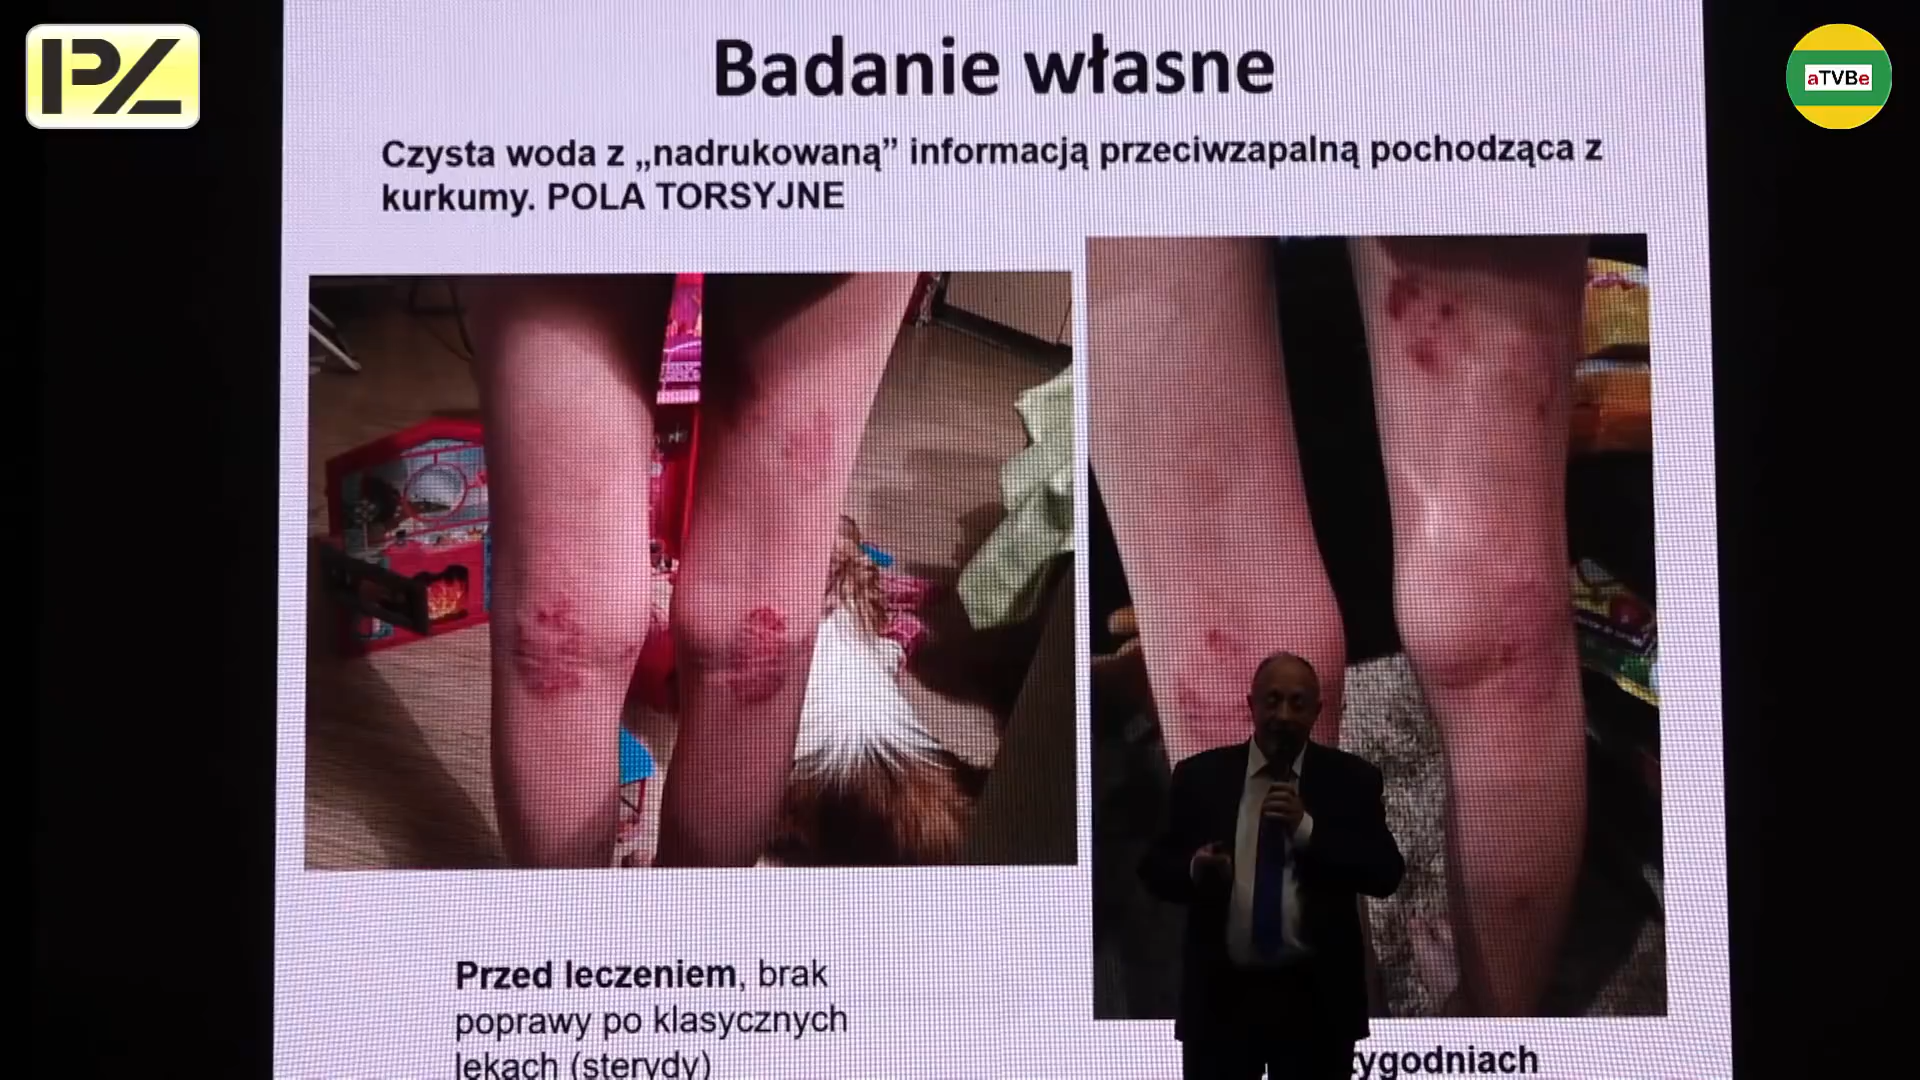 PZ
aTVBe
Badanie własne
Czysta woda z „nadrukowaną” informacją przeciwzapalną pochodząca z
kurkumy. POLA TORSYJNE
Przed leczeniem, brak
poprawy po klasycznych
lekach (sterydy)
tygodniach